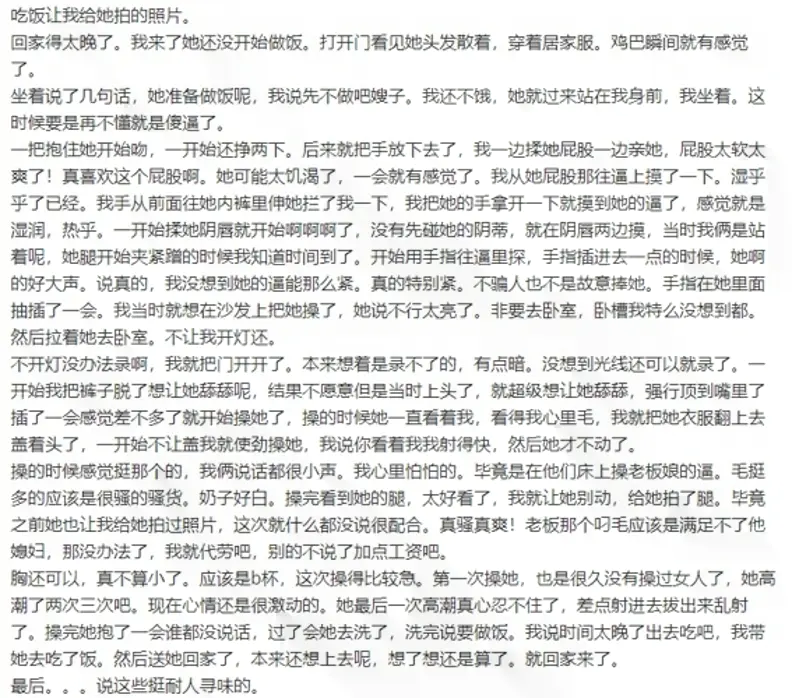 吃饭让我给她拍的照片。
回家得太晚了。我来了她还没开始做饭。打开门看见她头发散着，穿着居家服。鸡巴瞬间就有感觉
了。
坐着说了几句话，她准备做饭呢，我说先不做吧嫂子。我还不饿，她就过来站在我身前，我坐着。这
时候要是再不懂就是傻逼了。
一把抱住她开始吻，一开始还挣两下。后来就把手放下去了，我一边揉她屁股一边亲她，屁股太软太
爽了！真喜欢这个屁股啊。她可能太饥渴了，一会就有感觉了。我从她屁股那往逼上摸了一下。湿乎
乎了已经。我手从前面往她内裤里伸她拦了我一下，我把她的手拿开一下就摸到她的逼了，感觉就是
湿润，热乎。一开始揉她阴唇就开始啊啊啊了，没有先碰她的阴蒂，就在阴唇两边摸，当时我俩是站
着呢，她腿开始夹紧蹭的时候我知道时间到了。开始用手指往逼里探，手指插进去一点的时候，她啊
的好大声。说真的，我没想到她的逼能那么紧。真的特别紧。不骗人也不是故意捧她。手指在她里面
抽插了一会。我当时就想在沙发上把她操了，她说不行太亮了。非要去卧室，卧槽我特么没想到都。
然后拉着她去卧室。不让我开灯还。
不开灯没办法录啊，我就把门开开了。本来想着是录不了的，有点暗。没想到光线还可以就录了。一
开始我把裤子脱了想让她舔舔呢，结果不愿意但是当时上头了，就超级想让她舔舔，强行顶到嘴里了
插了一会感觉差不多了就开始操她了，操的时候她一直看着我，看得我心里毛，我就把她衣服翻上去
盖着头了，一开始不让盖我就使劲操她，我说你看着我我射得快，然后她才不动了。
操的时候感觉挺那个的，我俩说话都很小声。我心里怕怕的。毕竟是在他们床上操老板娘的逼。毛挺
多的应该是很骚的骚货。奶子好白。操完看到她的腿，太好看了，我就让她别动，给她拍了腿。毕竟
之前她也让我给她拍过照片，这次就什么都没说很配合。真骚真爽！老板那个叼毛应该是满足不了他
媳妇，那没办法了，我就代劳吧，别的不说了加点工资吧。
胸还可以，真不算小了。应该是b杯，这次操得比较急。第一次操她，也是很久没有操过女人了，她高
潮了两次三次吧。现在心情还是很激动的。她最后一次高潮真心忍不住了，差点射进去拔出来乱射
了。操完她抱了一会谁都没说话，过了会她去洗了，洗完说要做饭。我说时间太晚了出去吃吧，我带
她去吃了饭。然后送她回家了，本来还想上去呢，想了想还是算了。就回来了。
最后。。。说这些挺耐人寻味的。